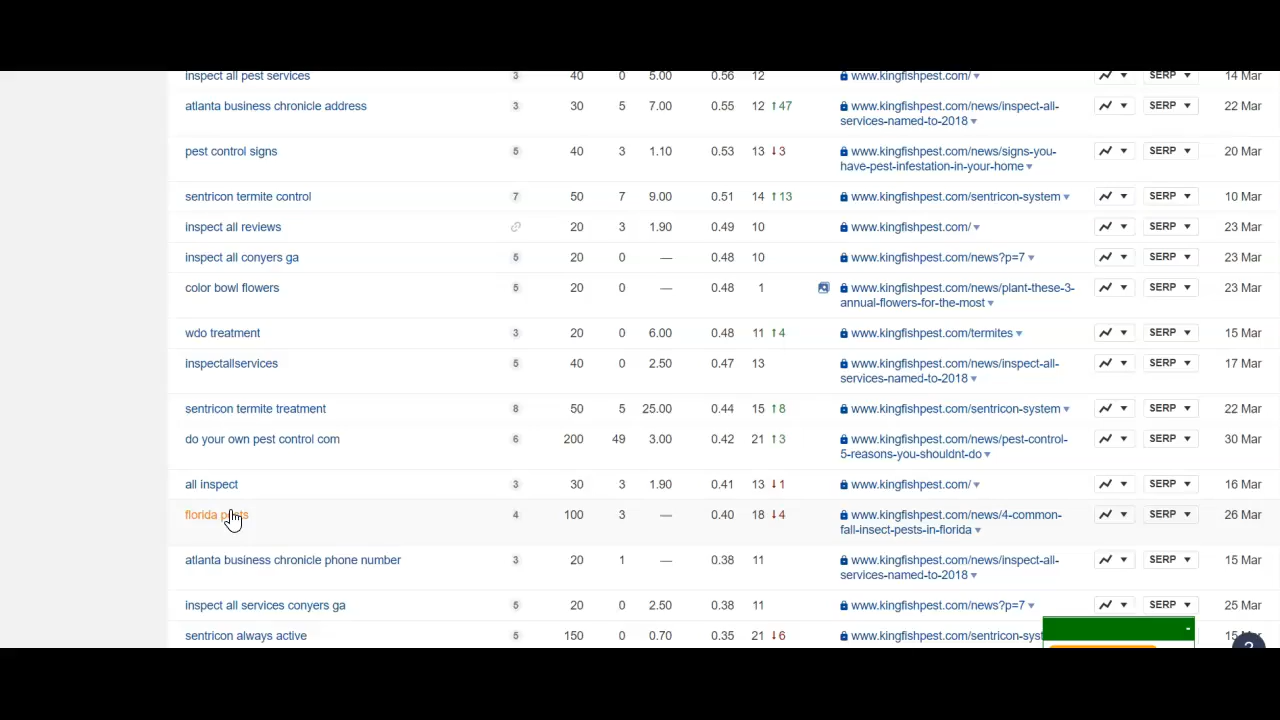 inspect all pest services 3 40 0 5.00 0.56 12 www.kingfishpest.com/ SERP 14 Mar
atlanta business chronicle address 3 30 5 7.00 0.55 12 ↑47 www.kingfishpest.com/news/inspect-all- SERP 22 Mar
services-named-to-2018
pest control signs 5 40 3 1.10 0.53 13 ↓3 www.kingfishpest.com/news/signs-you- SERP 20 Mar
have-pest-infestation-in-your-home
sentricon termite control 7 50 7 9.00 0.51 14 ↑13 www.kingfishpest.com/sentricon-system SERP 10 Mar
inspect all reviews 20 3 1.90 0.49 10 www.kingfishpest.com/ SERP 23 Mar
inspect all conyers ga 5 20 0 — 0.48 10 www.kingfishpest.com/news?p=7 SERP 23 Mar
color bowl flowers 5 20 0 — 0.48 1 www.kingfishpest.com/news/plant-these-3- SERP 23 Mar
annual-flowers-for-the-most
wdo treatment 3 20 0 6.00 0.48 11 ↑4 www.kingfishpest.com/termites SERP 15 Mar
inspectallservices 5 40 0 2.50 0.47 13 www.kingfishpest.com/news/inspect-all- SERP 17 Mar
services-named-to-2018
sentricon termite treatment 8 50 5 25.00 0.44 15 ↑8 www.kingfishpest.com/sentricon-system SERP 22 Mar
do your own pest control com 6 200 49 3.00 0.42 21 ↑3 www.kingfishpest.com/news/pest-control- SERP 30 Mar
5-reasons-you-shouldnt-do
all inspect 3 30 3 1.90 0.41 13 ↓1 www.kingfishpest.com/ SERP 16 Mar
florida pests 4 100 3 — 0.40 18 ↓4 www.kingfishpest.com/news/4-common- SERP 26 Mar
fall-insect-pests-in-florida
atlanta business chronicle phone number 3 20 1 — 0.38 11 www.kingfishpest.com/news/inspect-all- SERP 15 Mar
services-named-to-2018
inspect all services conyers ga 5 20 0 2.50 0.38 11 www.kingfishpest.com/news?p=7 SERP 25 Mar
sentricon always active 5 150 0 0.70 0.35 21 ↓6 www.kingfishpest.com/sentricon-syst 15 Mar
-
?